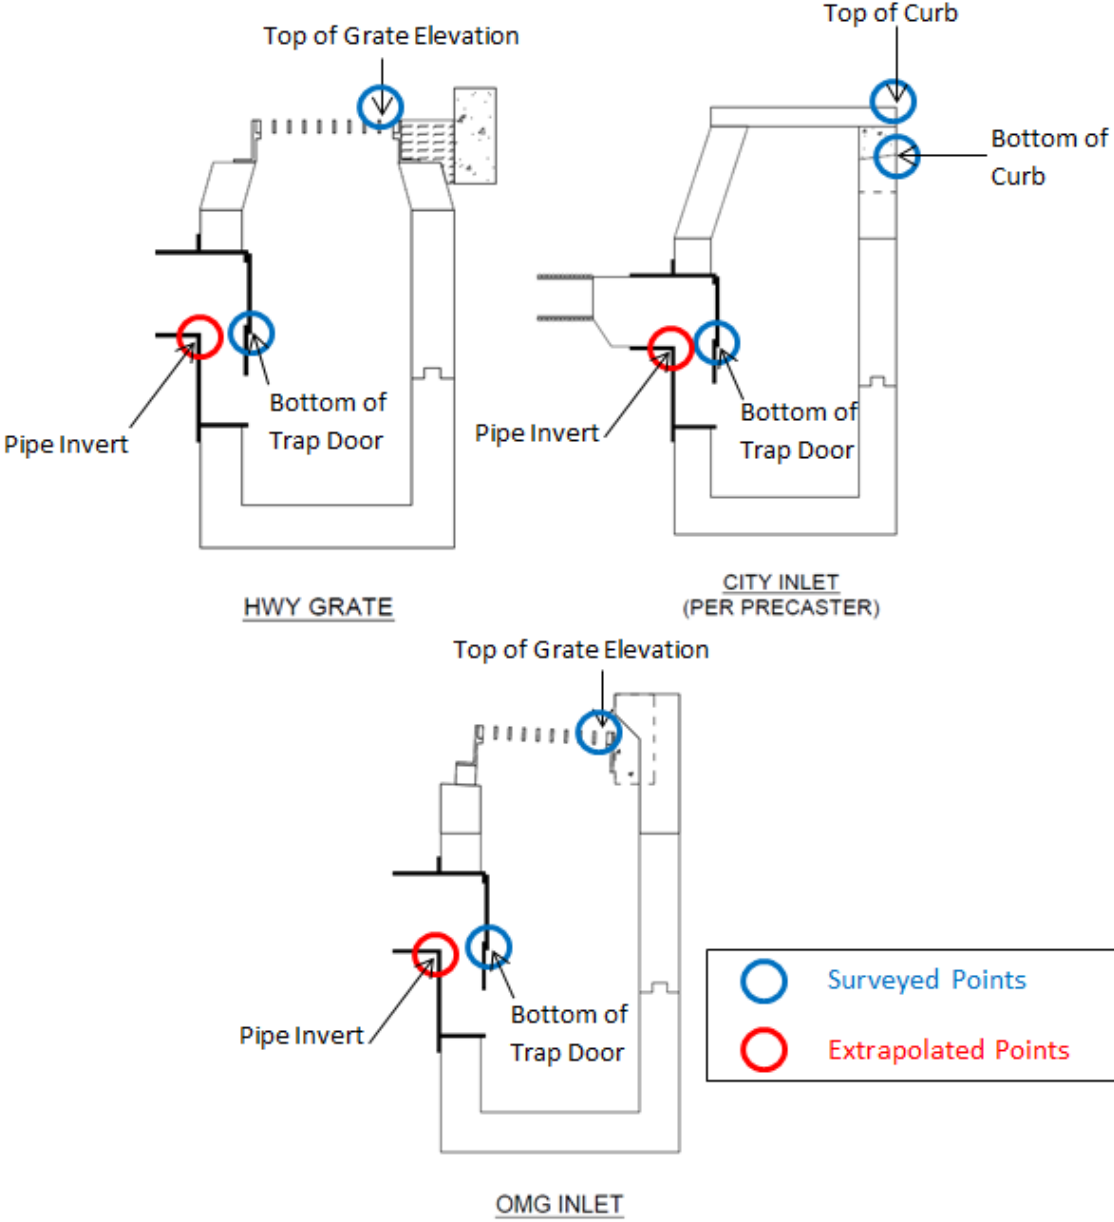 Top of Grate Elevation
Pipe Invert
Bottom of
Trap Door
HWY GRATE
Top of Curb
Bottom of
Curb
Pipe Invert
Bottom of
Trap Door
CITY INLET
(PER PRECASTER)
Top of Grate Elevation
Pipe Invert
Bottom of
Trap Door
OMG INLET
Surveyed Points
Extrapolated Points